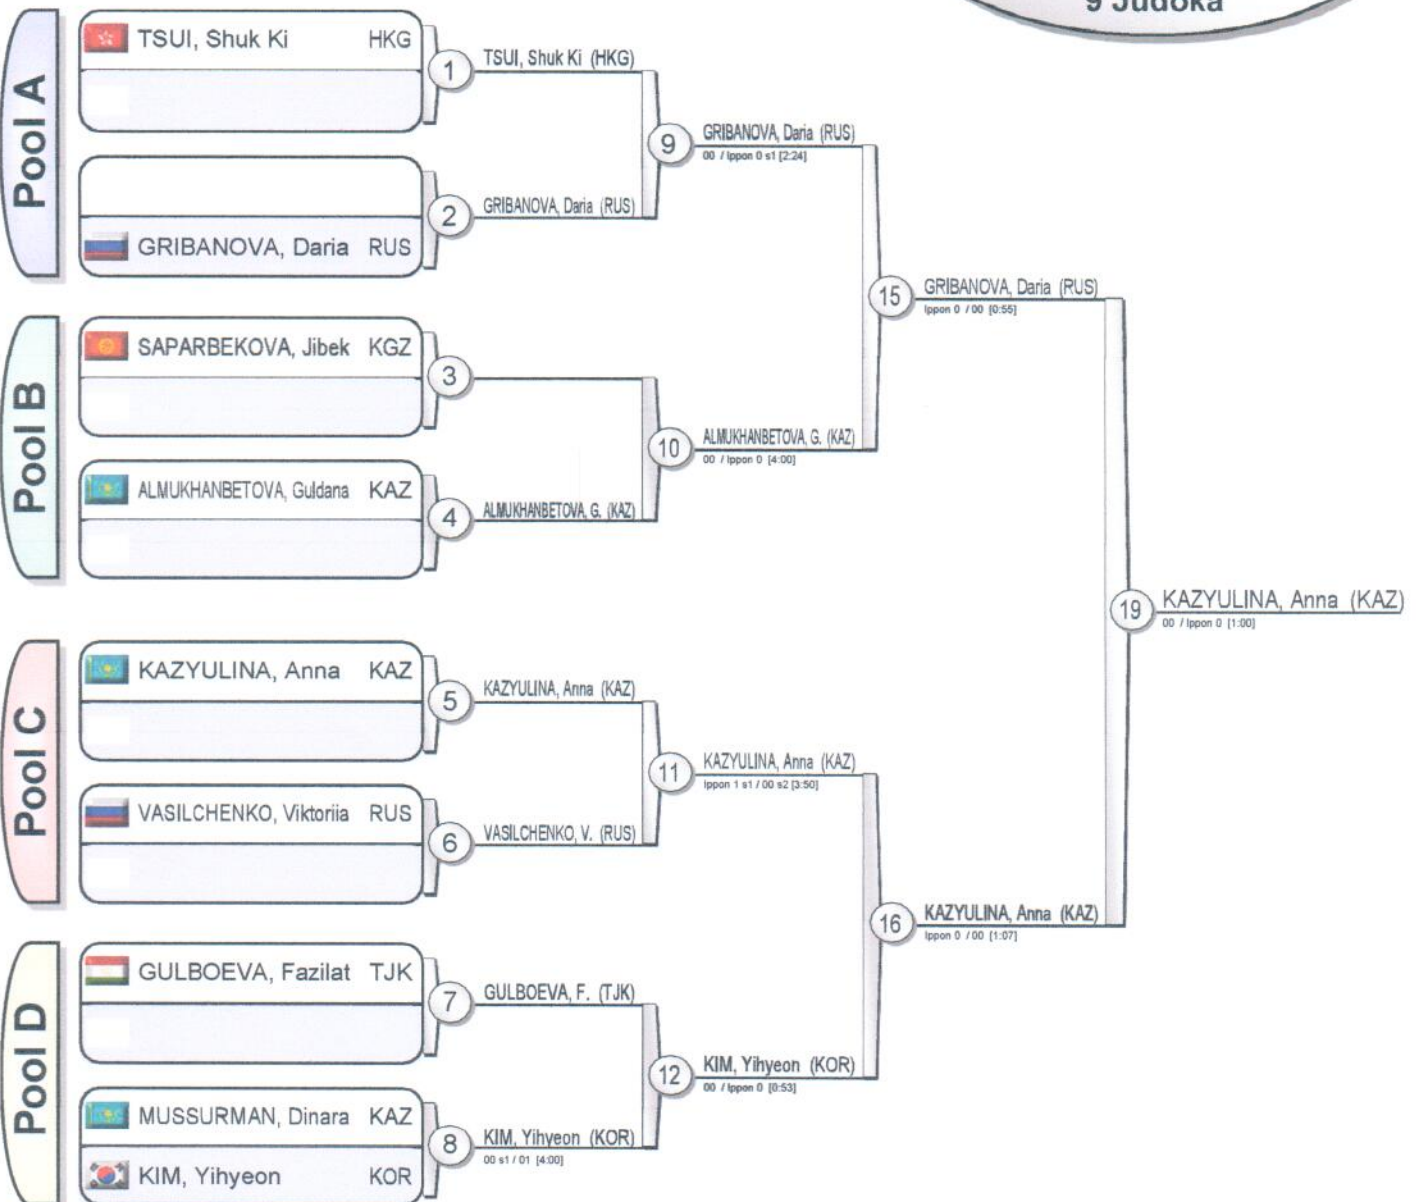 9 Judoka
Pool A
TSUI, Shuk Ki HKG
1
TSUI, Shuk Ki (HKG)
GRIBANOVA, Daria RUS
2
GRIBANOVA, Daria (RUS)
9
GRIBANOVA, Daria (RUS)
00 / Ippon 0 s1 [2:24]
Pool B
SAPARBEKOVA, Jibek KGZ
3
ALMUKHANBETOVA, Guldana KAZ
4
ALMUKHANBETOVA, G. (KAZ)
10
ALMUKHANBETOVA, G. (KAZ)
00 / Ippon 0 [4:00]
15
GRIBANOVA, Daria (RUS)
Ippon 0 / 00 [0:55]
Pool C
KAZYULINA, Anna KAZ
5
KAZYULINA, Anna (KAZ)
VASILCHENKO, Viktoriia RUS
6
VASILCHENKO, V. (RUS)
11
KAZYULINA, Anna (KAZ)
Ippon 1 s1 / 00 s2 [3:50]
Pool D
GULBOEVA, Fazilat TJK
7
GULBOEVA, F. (TJK)
MUSSURMAN, Dinara KAZ
KIM, Yihyeon KOR
8
KIM, Yihyeon (KOR)
00 s1 / 01 [4:00]
12
KIM, Yihyeon (KOR)
00 / Ippon 0 [0:53]
16
KAZYULINA, Anna (KAZ)
Ippon 0 / 00 [1:07]
19
KAZYULINA, Anna (KAZ)
00 / Ippon 0 [1:00]